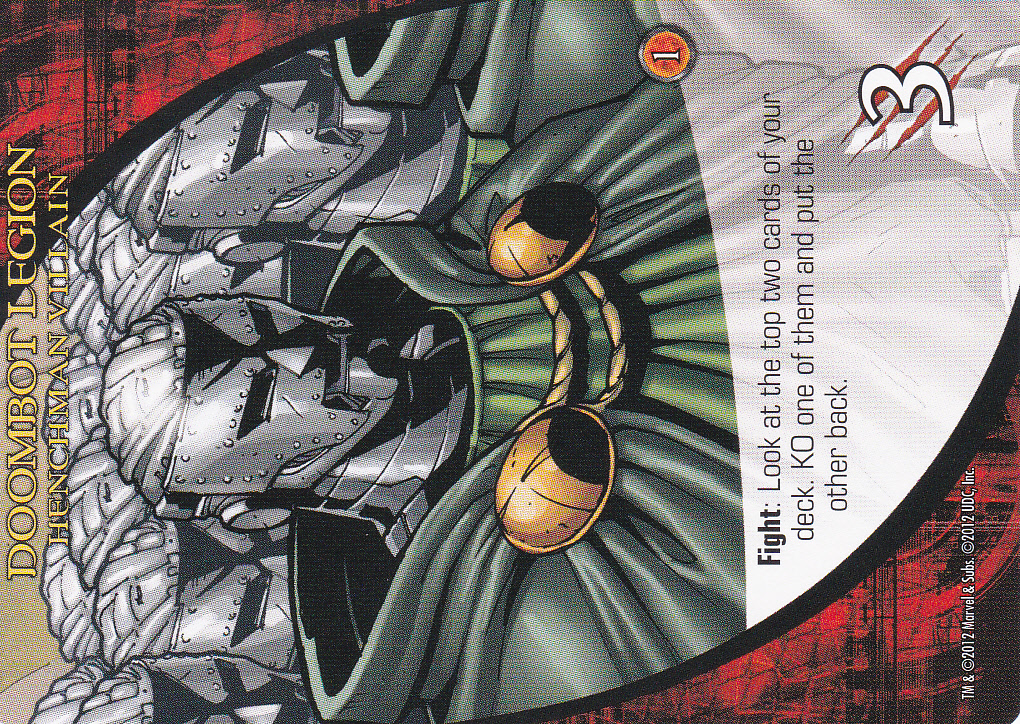 DOOMBOT LEGION
HENCHMAN VILLAIN
1
Fight: Look at the top two cards of your
deck. KO one of them and put the
other back.
3
TM & ©2012 Marvel & Subs. ©2012 UDC, Inc.